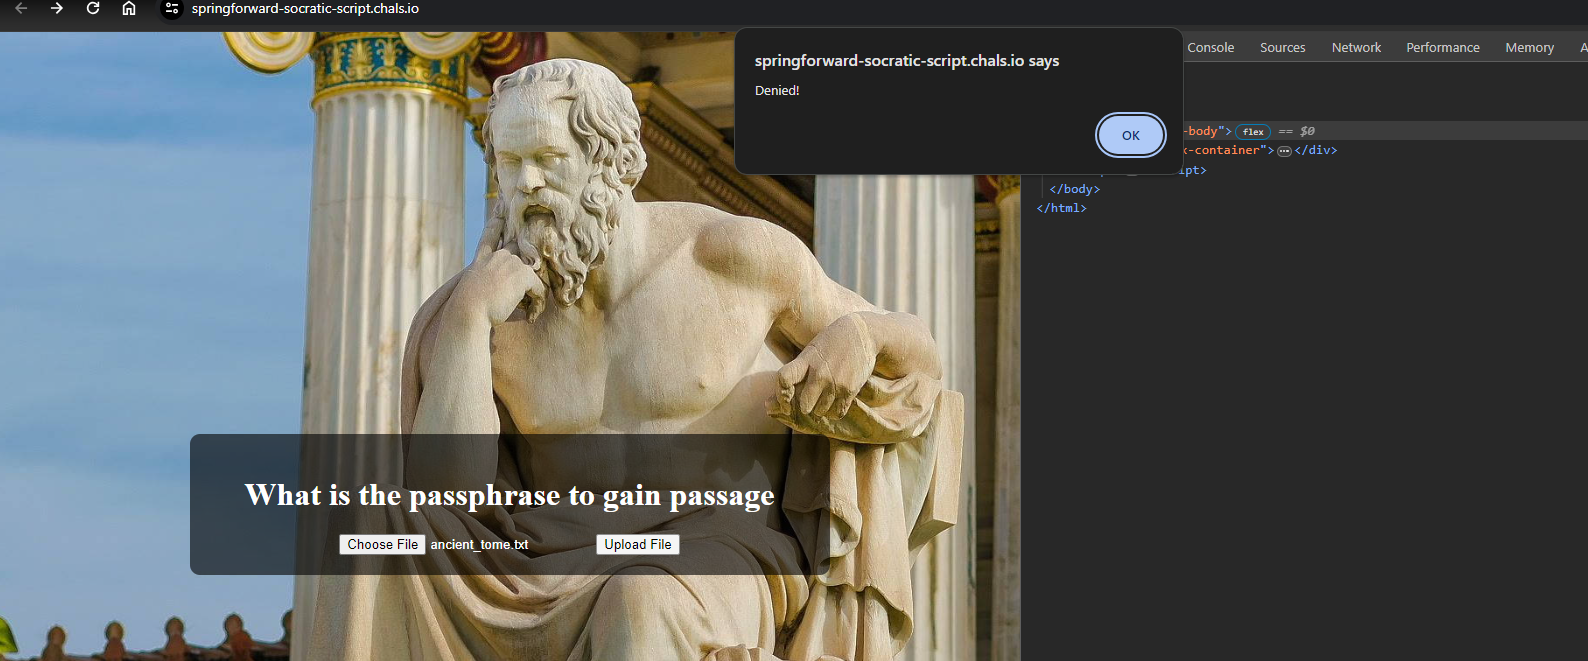 springforward-socratic-script.chals.io
springforward-socratic-script.chals.io says
Denied!
OK
Console Sources Network Performance Memory
-body"> flex == $0
-container"> … </div>
ipt>
</body>
</html>
What is the passphrase to gain passage
Choose File ancient_tome.txt Upload File